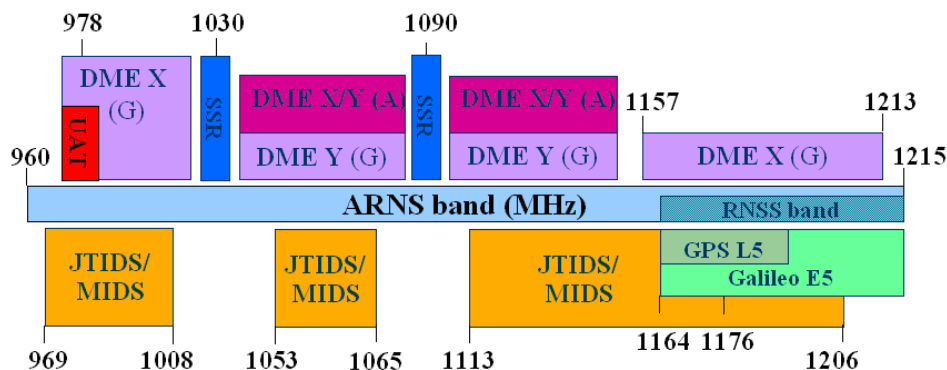 978
1030
1090
DME X
(G)
UAT
SSR
DME X/Y (A)
DME Y (G)
SSR
DME X/Y (A)
DME Y (G)
1157
1213
DME X (G)
960
1215
ARNS band (MHz)
RNSS band
JTIDS/
MIDS
JTIDS/
MIDS
JTIDS/
MIDS
GPS L5
Galileo E5
969
1008
1053
1065
1113
1164
1176
1206